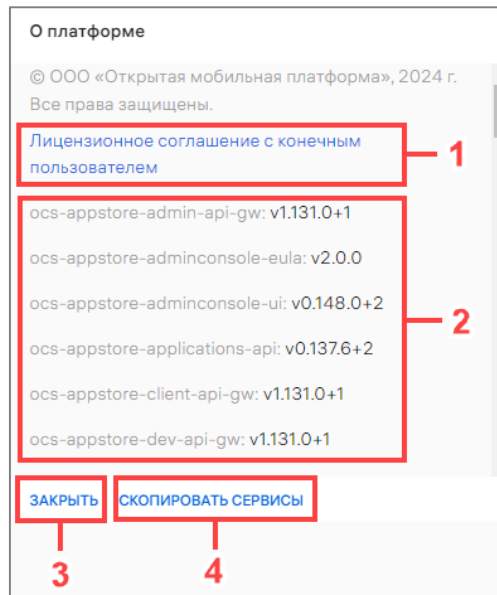 О платформе
© ООО «Открытая мобильная платформа», 2024 г.
Все права защищены.
Лицензионное соглашение с конечным
пользователем
1
ocs-appstore-admin-api-gw: v1.131.0+1
ocs-appstore-adminconsole-eula: v2.0.0
ocs-appstore-adminconsole-ui: v0.148.0+2
2
ocs-appstore-applications-api: v0.137.6+2
ocs-appstore-client-api-gw: v1.131.0+1
ocs-appstore-dev-api-gw: v1.131.0+1
ЗАКРЫТЬ СКОПИРОВАТЬ СЕРВИСЫ
3 4